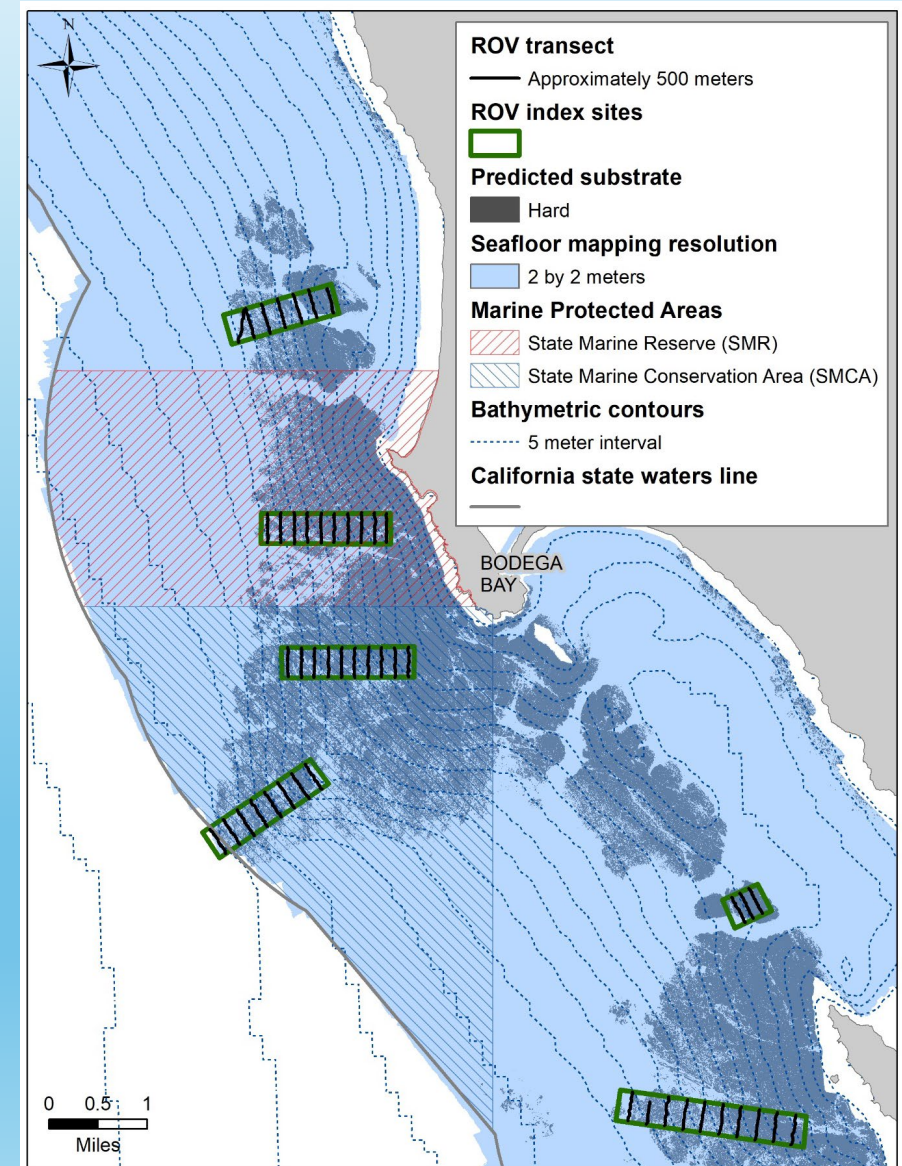 N
ROV transect
Approximately 500 meters
ROV index sites
Predicted substrate
Hard
Seafloor mapping resolution
2 by 2 meters
Marine Protected Areas
State Marine Reserve (SMR)
State Marine Conservation Area (SMCA)
Bathymetric contours
5 meter interval
California state waters line
BODEGA
BAY
0 0.5 1
Miles